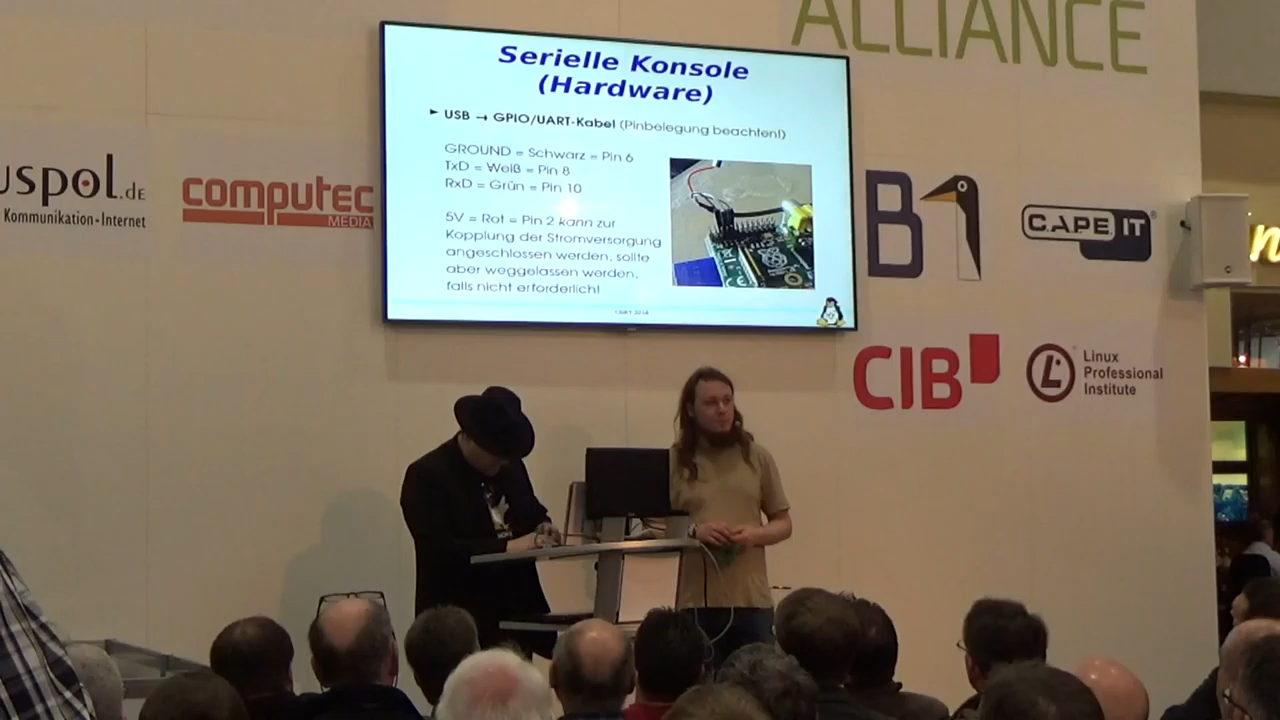 ALLIANCE
Serielle Konsole
(Hardware)
► USB → GPIO/UART-Kabel (Pinbelegung beachten!)
GROUND = Schwarz = Pin 6
TxD = Weiß = Pin 8
RxD = Grün = Pin 10
5V = Rot = Pin 2 kann zur
Kopplung der Stromversorgung
angeschlossen werden, sollte
aber weggelassen werden,
falls nicht erforderlich!
uspol.de
Kommunikation•Internet
computec
MEDIA
B1
C.A.P.E. IT
CIB
Linux
Professional
Institute